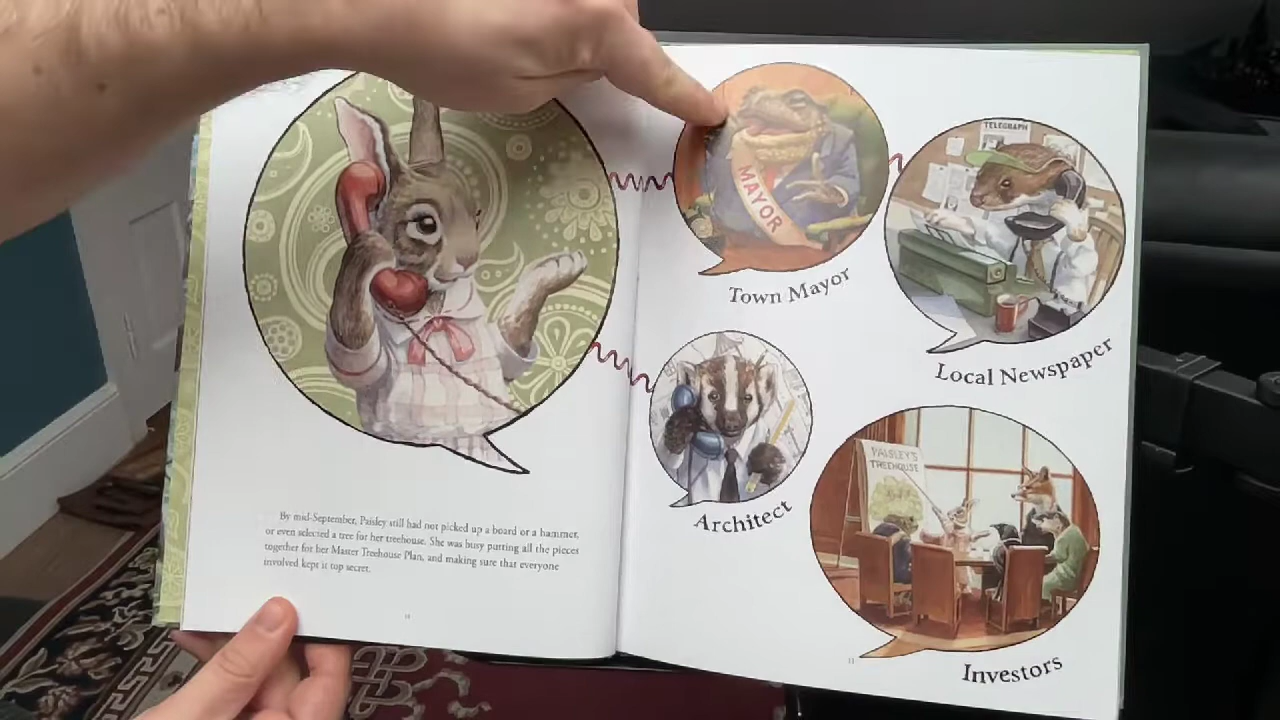 By mid-September, Paisley still had not picked up a board or a hammer,
or even selected a tree for her treehouse. She was busy putting all the pieces
together for her Master Treehouse Plan, and making sure that everyone
involved kept it top secret.
MAYOR
Town Mayor
TELEGRAPH
Local Newspaper
Architect
PAISLEY'S
TREEHOUSE
Investors